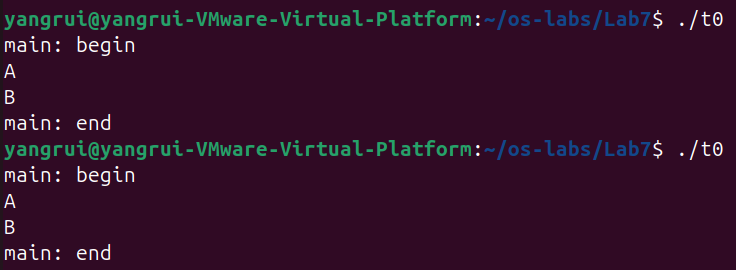 yangrui@yangrui-VMware-Virtual-Platform:~/os-labs/Lab7$ ./t0
main: begin
A
B
main: end
yangrui@yangrui-VMware-Virtual-Platform:~/os-labs/Lab7$ ./t0
main: begin
A
B
main: end